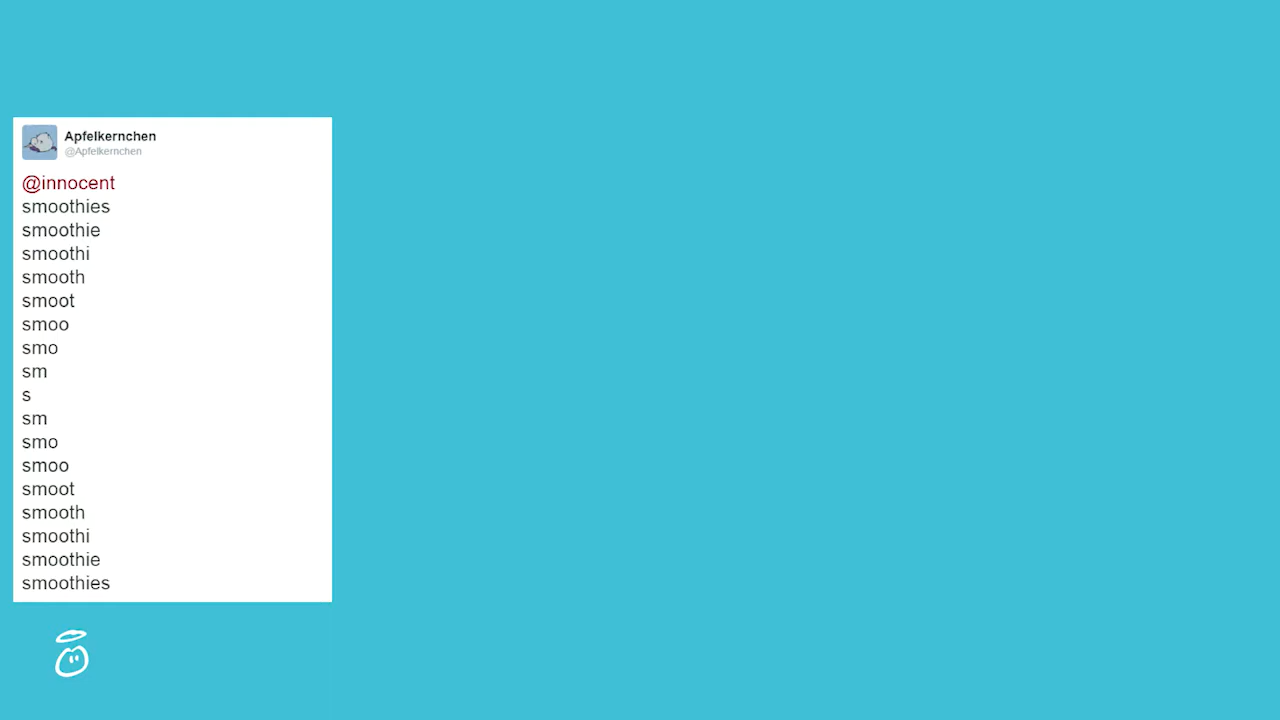 Apfelkernchen
@Apfelkernchen
@innocent
smoothies
smoothie
smoothi
smooth
smoot
smoo
smo
sm
s
sm
smo
smoo
smoot
smooth
smoothi
smoothie
smoothies